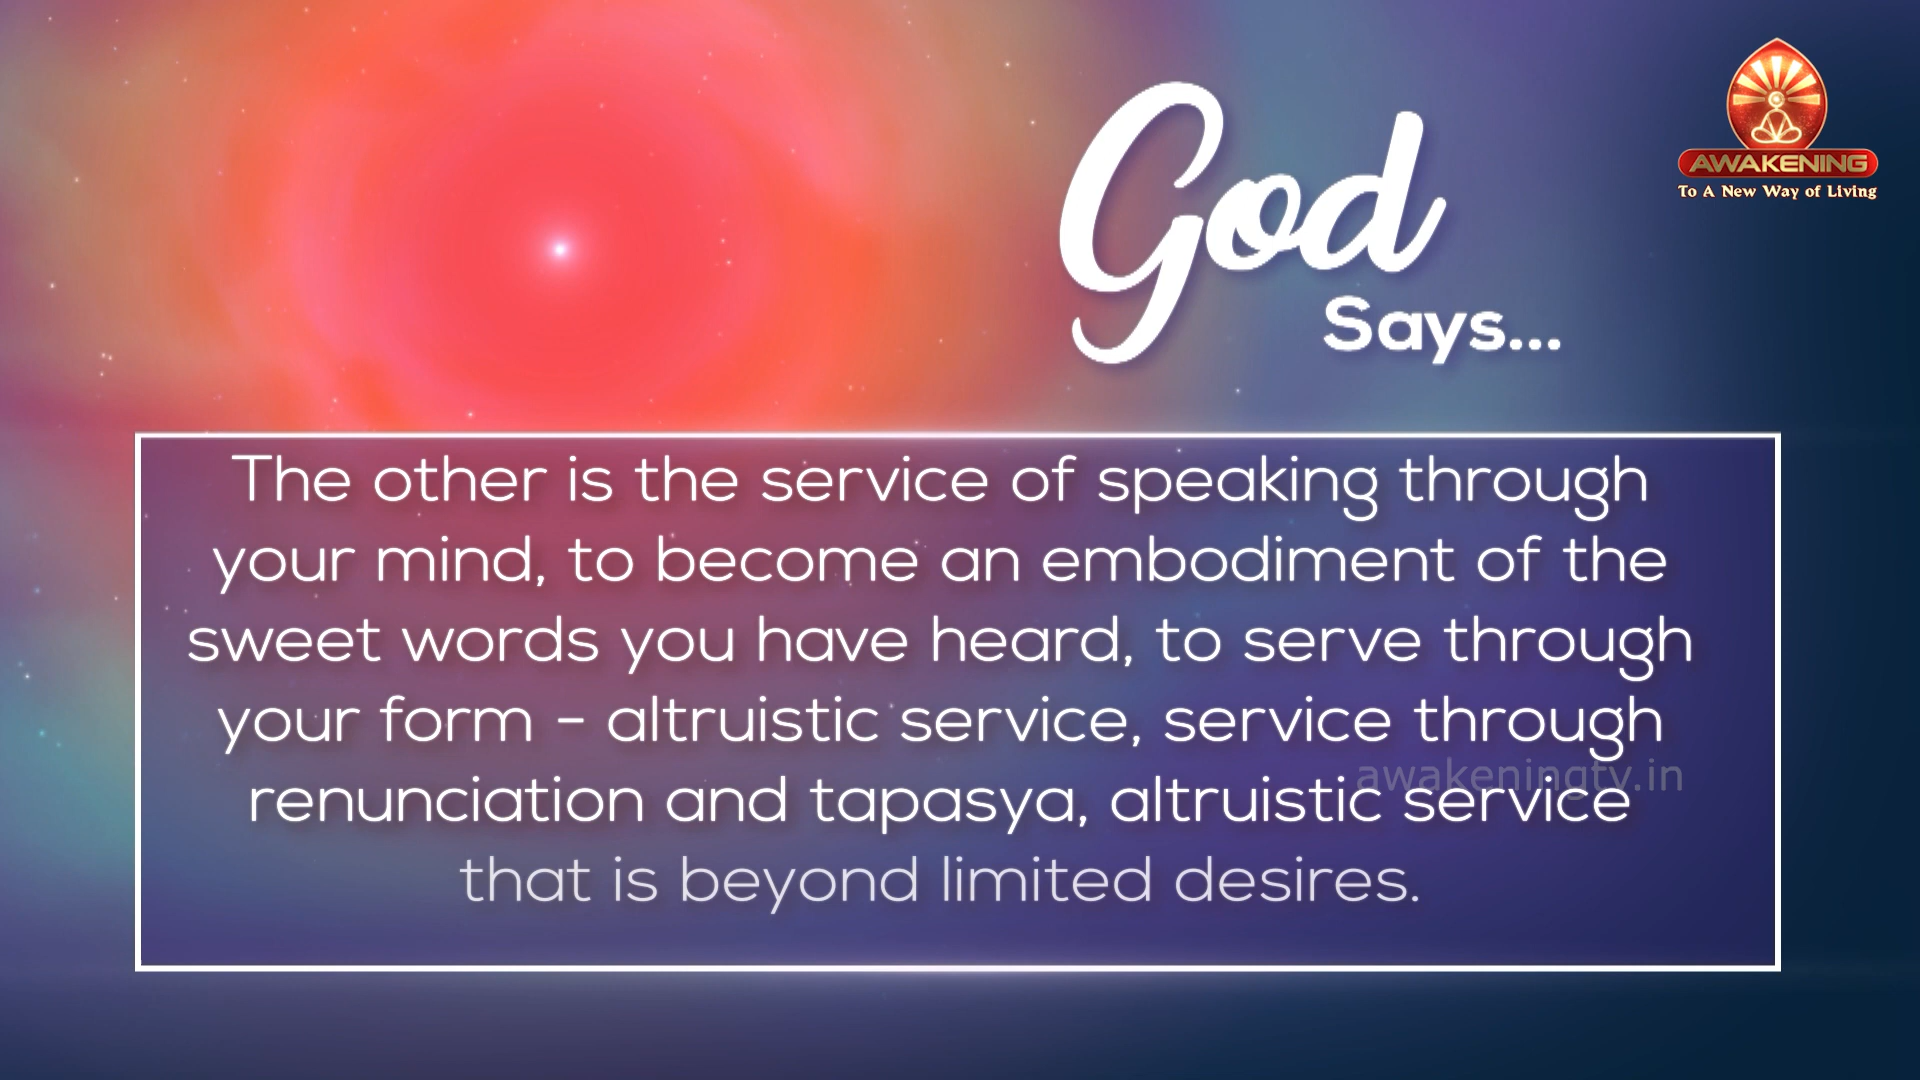 God
Says...
AWAKENING
To A New Way of Living
The other is the service of speaking through
your mind, to become an embodiment of the
sweet words you have heard, to serve through
your form - altruistic service, service through
awakeningtv.in
renunciation and tapasya, altruistic service
that is beyond limited desires.